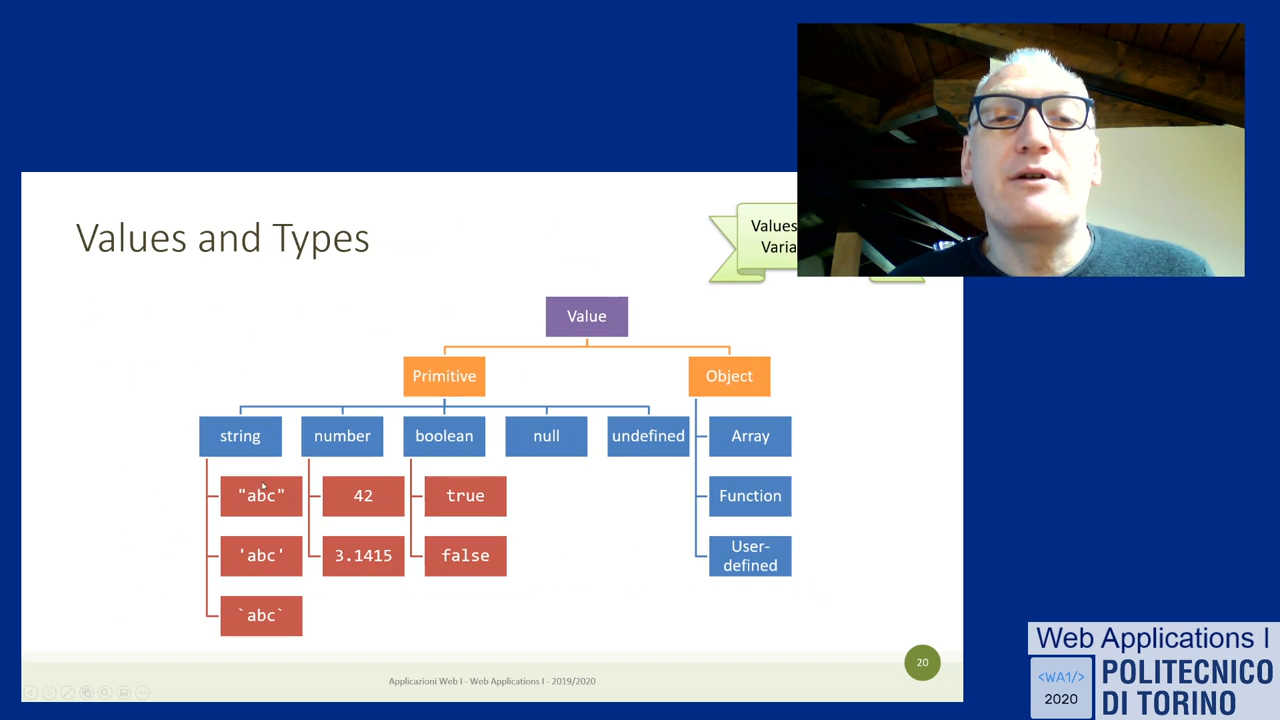 Values and Types
Values
Varia
Value
Primitive
Object
string
number
boolean
null
undefined
Array
"abc"
42
true
Function
'abc'
3.1415
false
User-
defined
`abc`
20
Applicazioni Web I - Web Applications I - 2019/2020
Web Applications I
<WA1/>
2020
POLITECNICO
DI TORINO